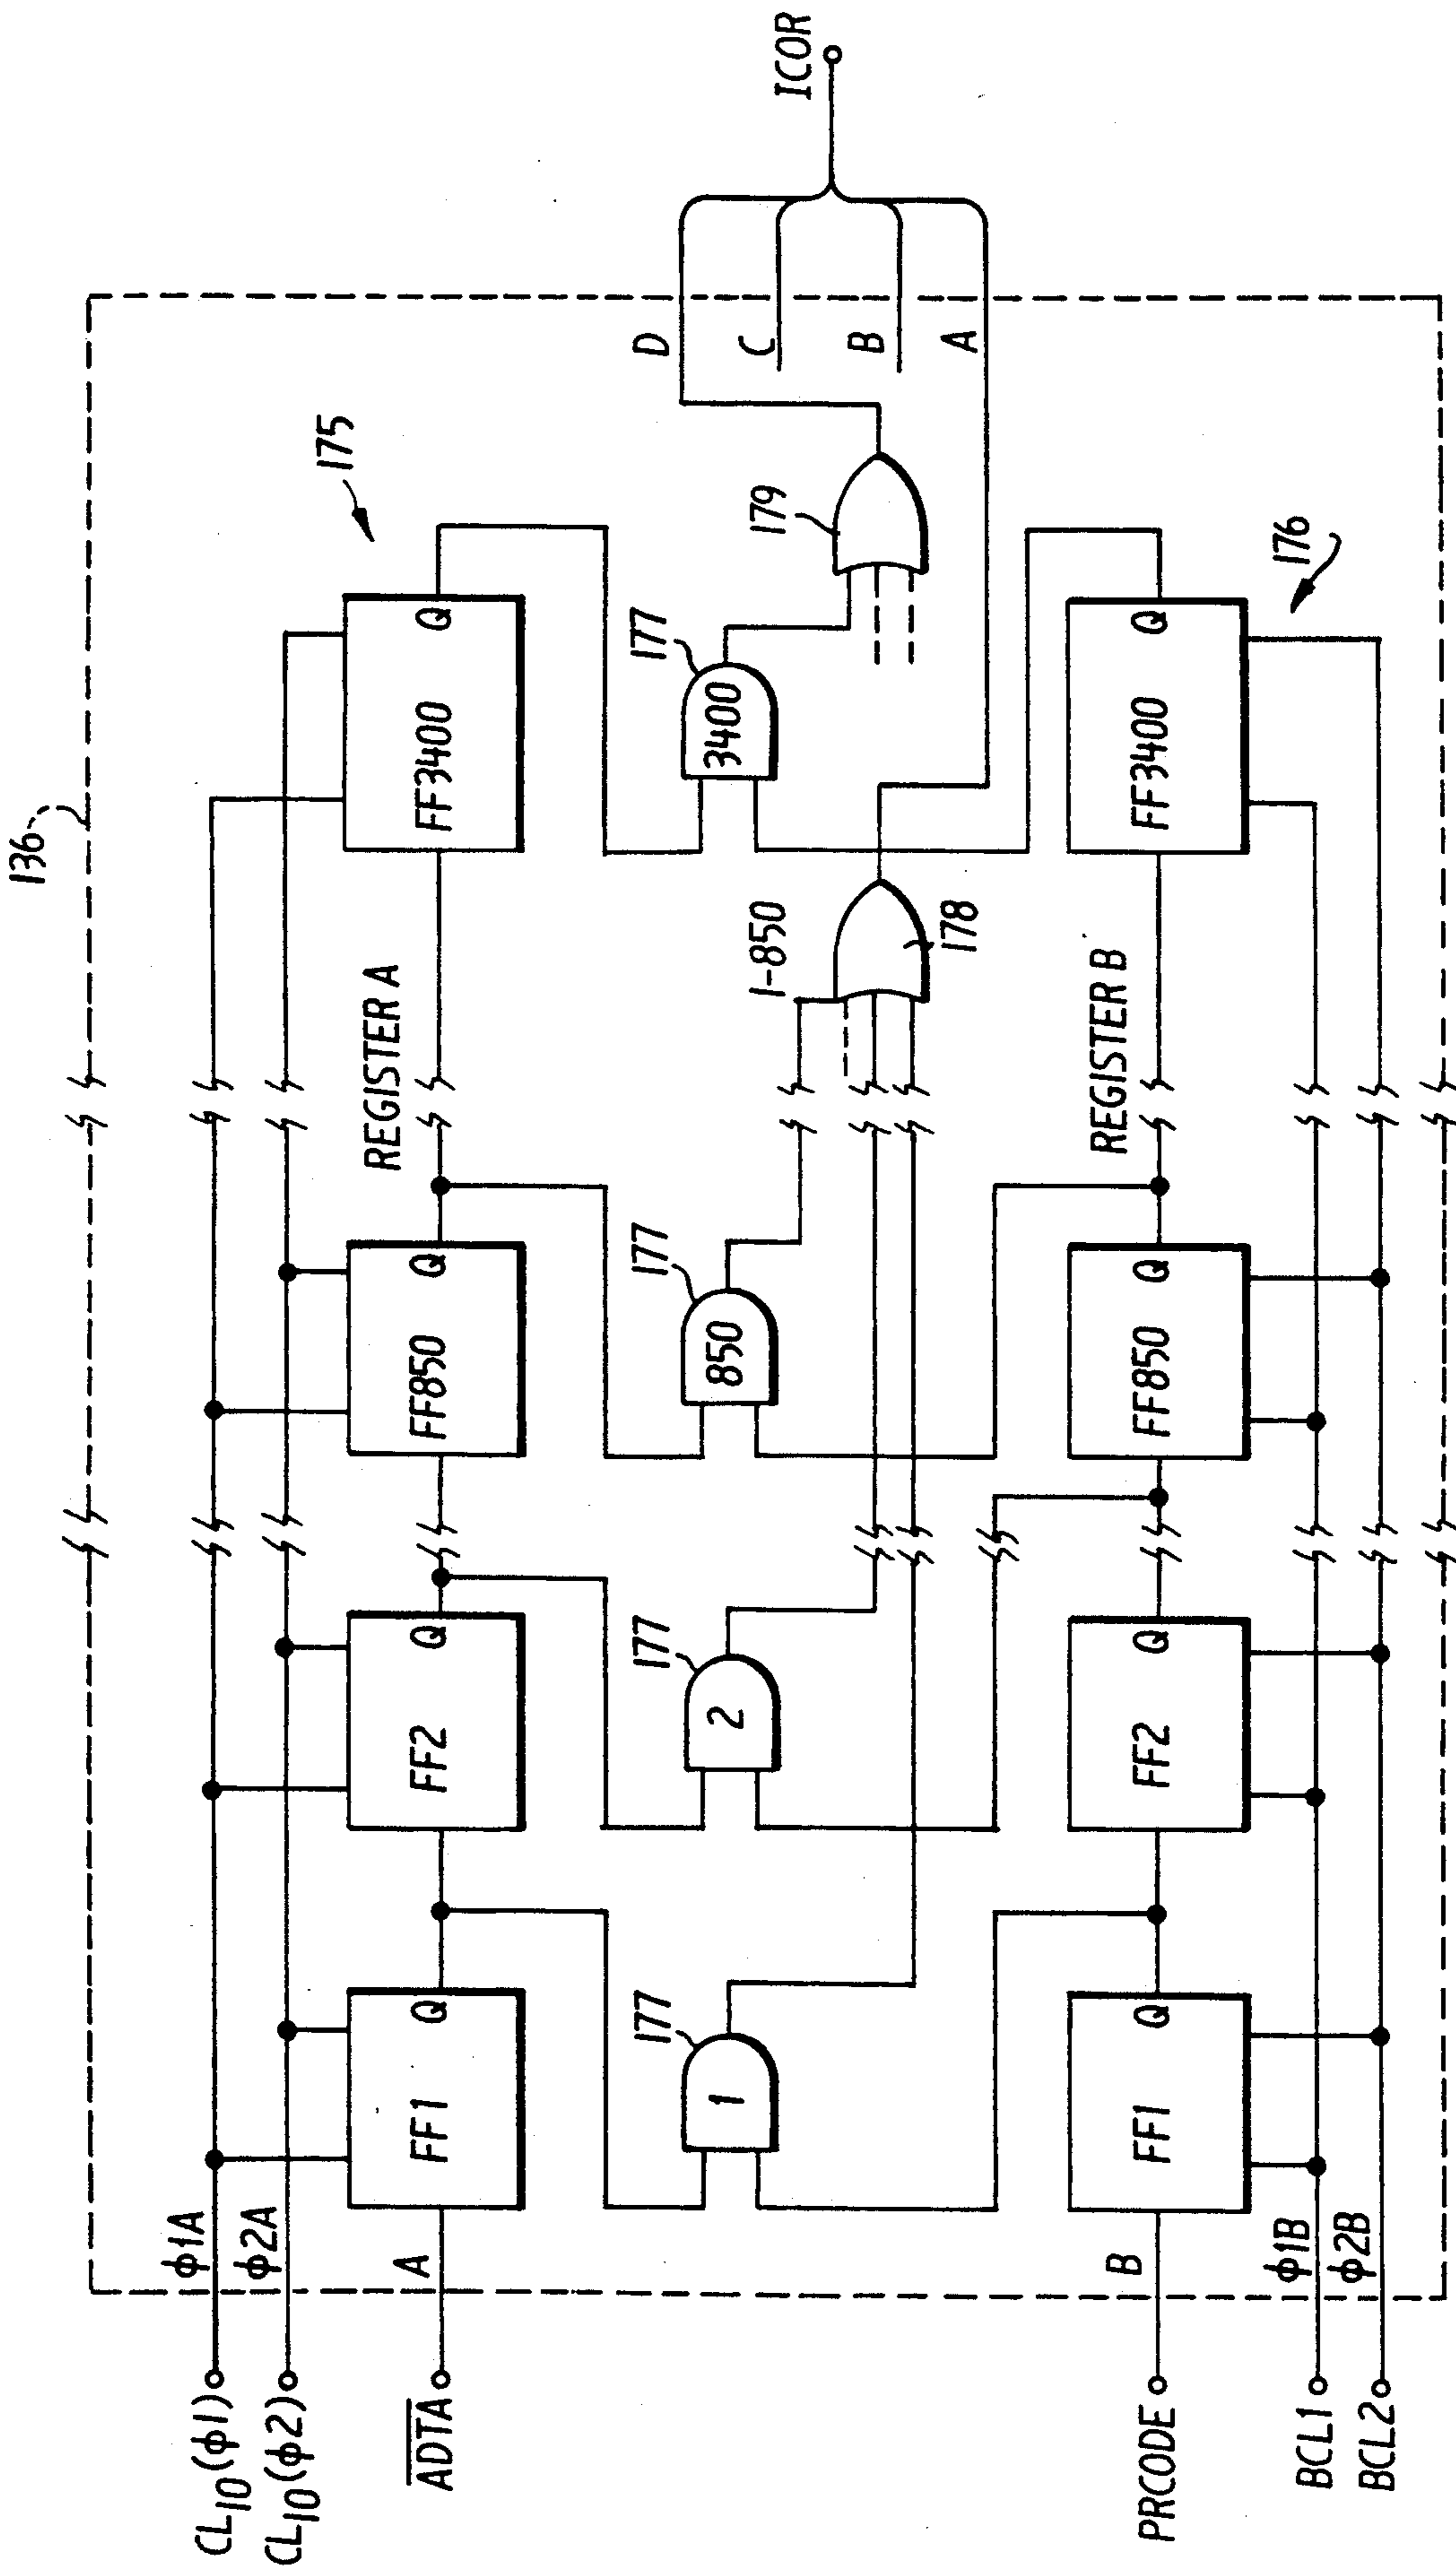 136
CL10(ϕ1)
ϕ1A
CL10(ϕ2)
ϕ2A
175
A̅D̅T̅A̅
A
FF1
Q
FF2
Q
FF850
Q
REGISTER A
FF3400
Q
177
1
177
2
177
850
177
3400
1-850
178
179
D
C
B
A
ICOR
PRCODE
B
FF1
Q
FF2
Q
FF850
Q
REGISTER B
FF3400
Q
176
BCL1
ϕ1B
BCL2
ϕ2B